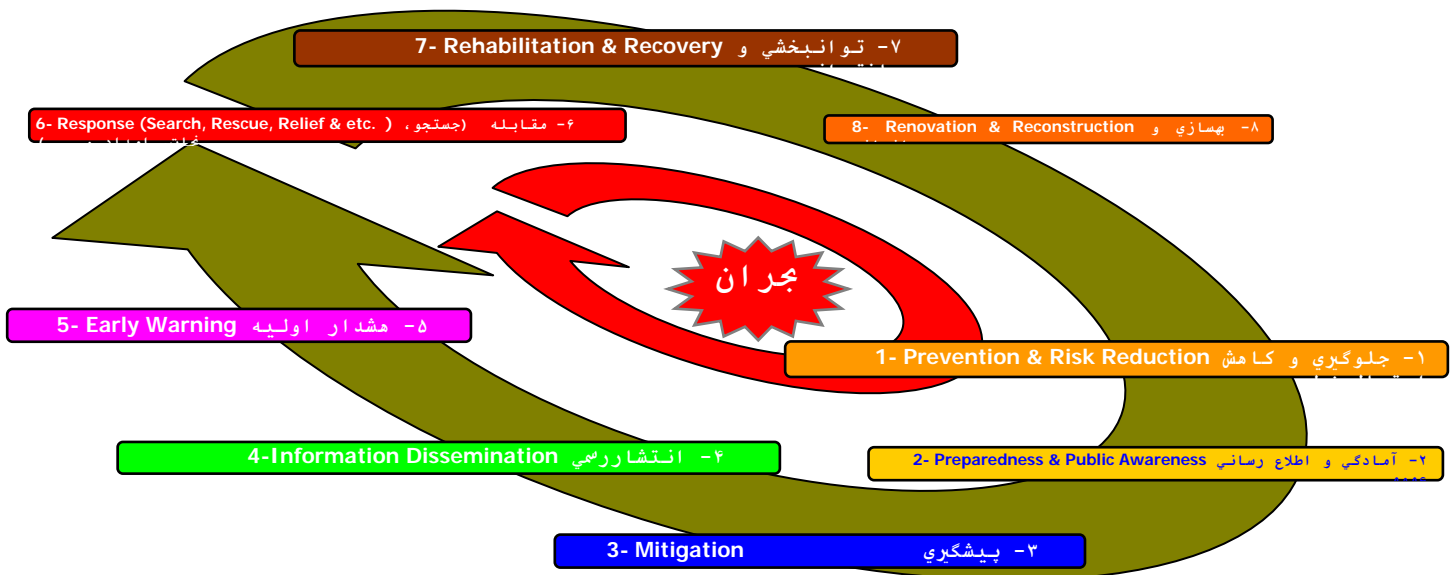 ۷- توانبخشي و 7- Rehabilitation & Recovery
۶- مقابله (جستجو، 6- Response (Search, Rescue, Relief & etc. )
۸- بهسازي و 8- Renovation & Reconstruction
بحران
۵- هشدار اوليه 5- Early Warning
۱- جلوگيري و کاهش 1- Prevention & Risk Reduction
۴- انتشاررسمي 4-Information Dissemination
۲- آمادگي و اطلاع رساني 2- Preparedness & Public Awareness
۳- پيشگيري 3- Mitigation